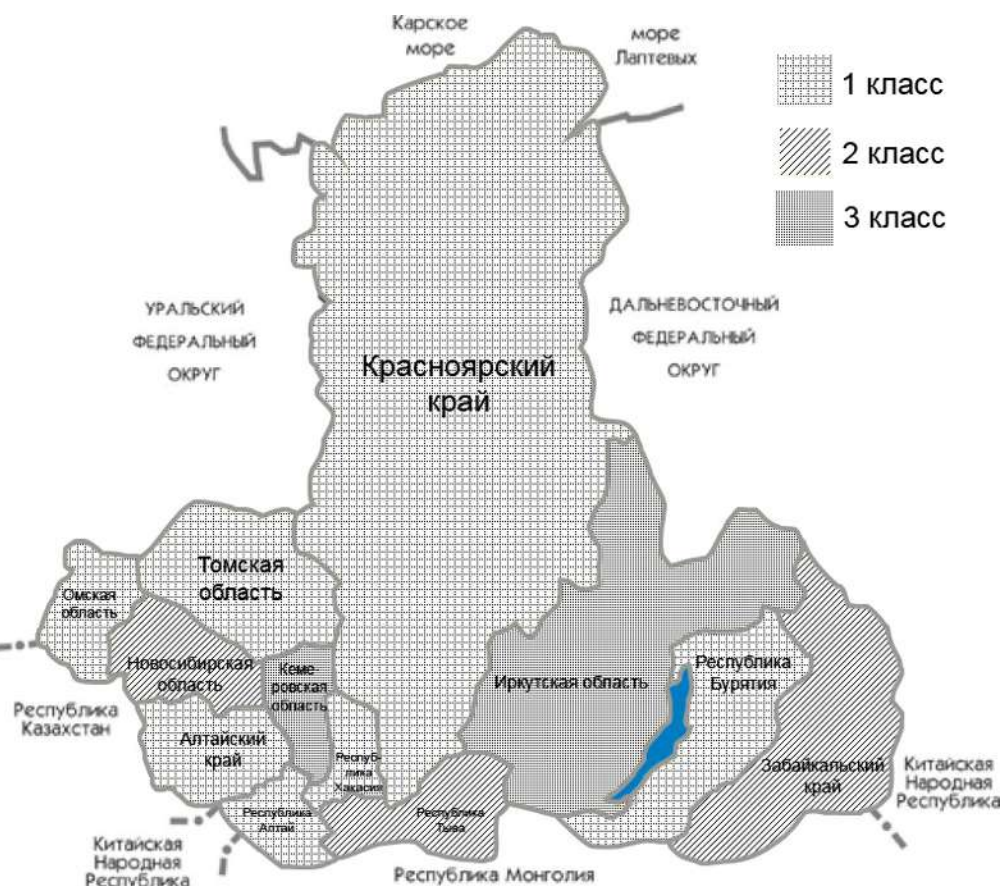 Карское
море
море
Лаптевых
1 класс
2 класс
3 класс
УРАЛЬСКИЙ
ФЕДЕРАЛЬНЫЙ
ОКРУГ
ДАЛЬНЕВОСТОЧНЫЙ
ФЕДЕРАЛЬНЫЙ
ОКРУГ
Красноярский
край
Томская
область
Омская
область
Новосибирская
область
Кеме-
ровская
область
Иркутская область
Республика
Бурятия
Республика
Казахстан
Алтайский
край
Респуб-
лика
Хакасия
Забайкальский
край
Китайская
Народная
Республика
Республика
Алтай
Республика
Тыва
Китайская
Народная
Республика
Республика Монголия